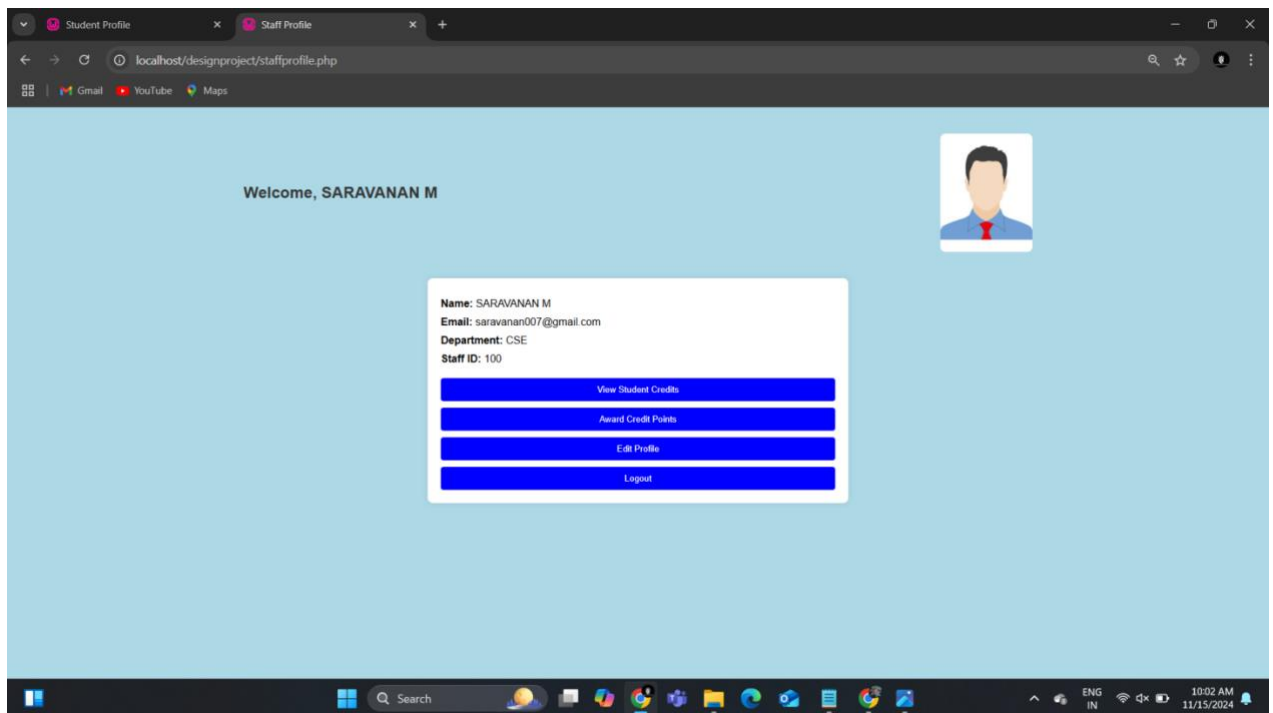 Student Profile
Staff Profile
localhost/designproject/staffprofile.php
Gmail YouTube Maps
Welcome, SARAVANAN M
Name: SARAVANAN M
Email: saravanan007@gmail.com
Department: CSE
Staff ID: 100
View Student Credits
Award Credit Points
Edit Profile
Logout
Search
ENG
IN
10:02 AM
11/15/2024